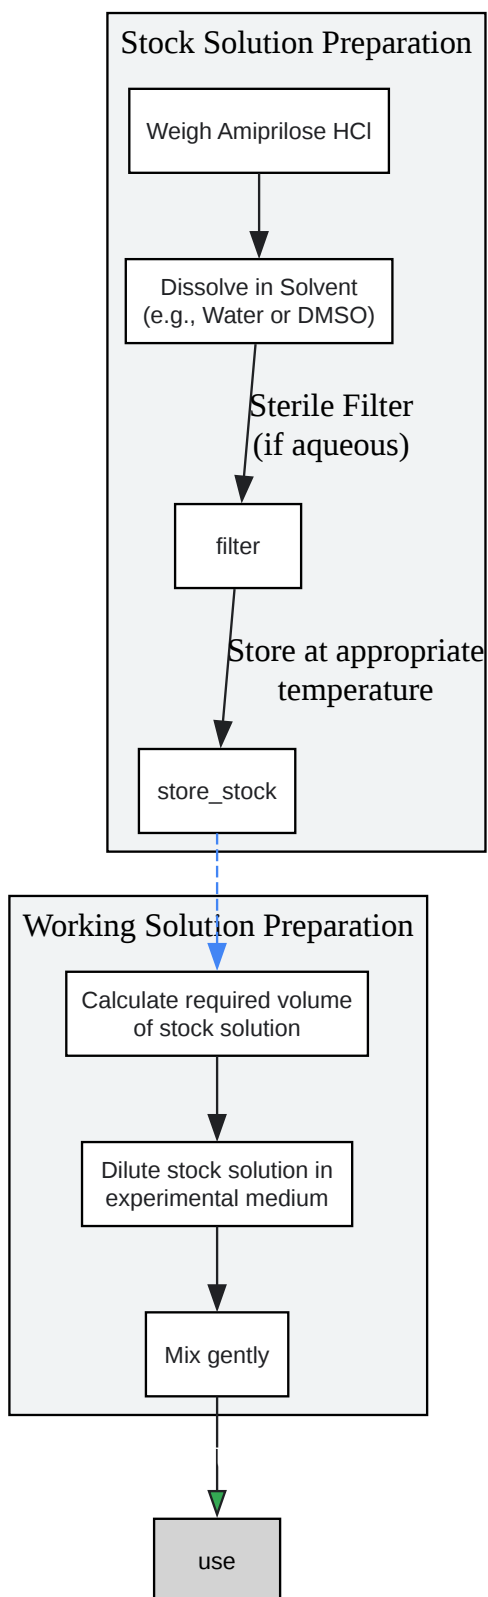 Stock Solution Preparation
Weigh Amiprilose HCl
Dissolve in Solvent
(e.g., Water or DMSO)
Sterile Filter
(if aqueous)
filter
Store at appropriate
temperature
store_stock
Working Solution Preparation
Calculate required volume
of stock solution
Dilute stock solution in
experimental medium
Mix gently
use